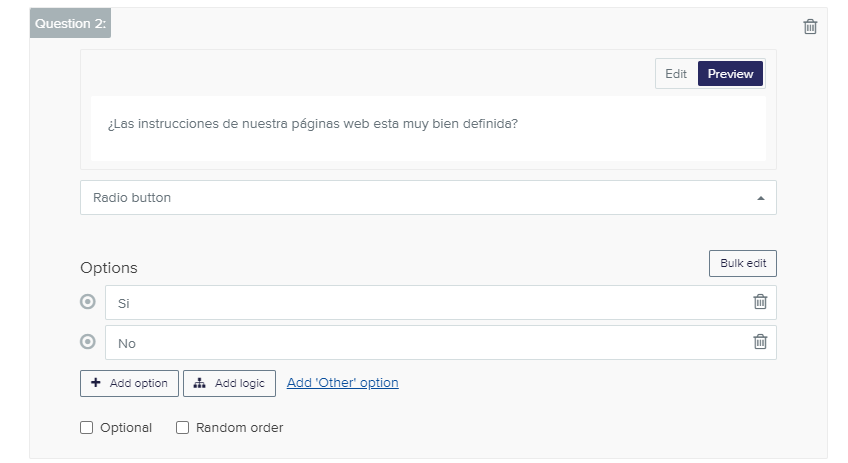 Question 2:
Edit Preview
¿Las instrucciones de nuestra páginas web esta muy bien definida?
Radio button
Options
Bulk edit
Si
No
Add option Add logic Add 'Other' option
Optional Random order